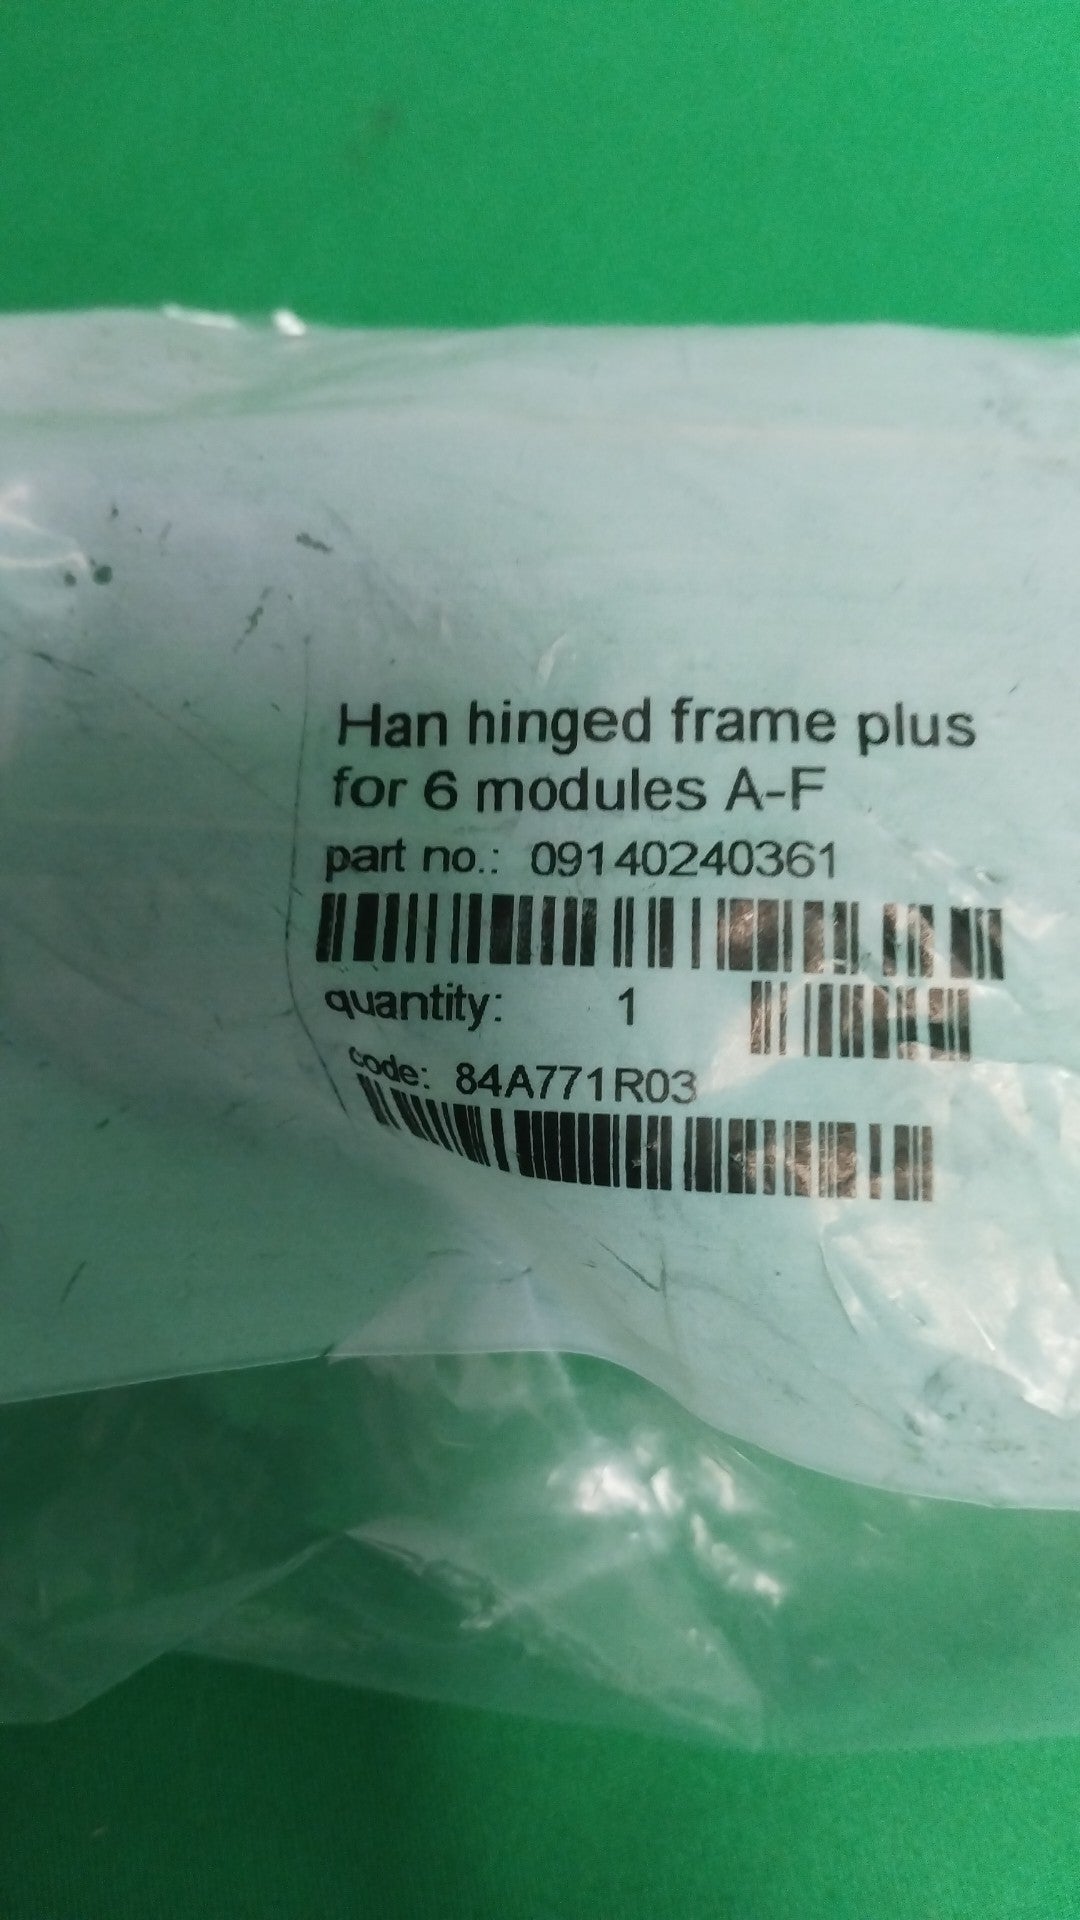 Han hinged frame plus
for 6 modules A-F
part no.: 09140240361
quantity: 1
code: 84A771R03